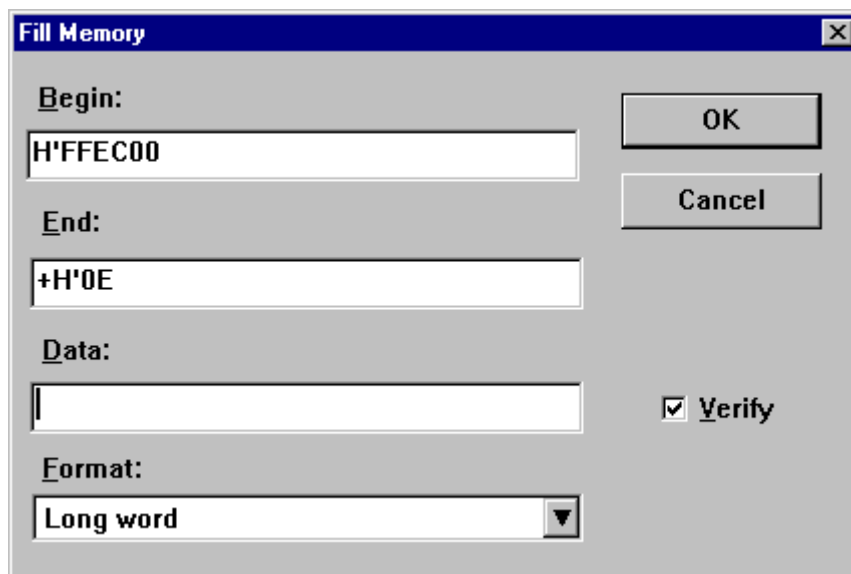 Fill Memory
Begin:
H'FFEC00
OK
Cancel
End:
+H'0E
Data:
Verify
Format:
Long word